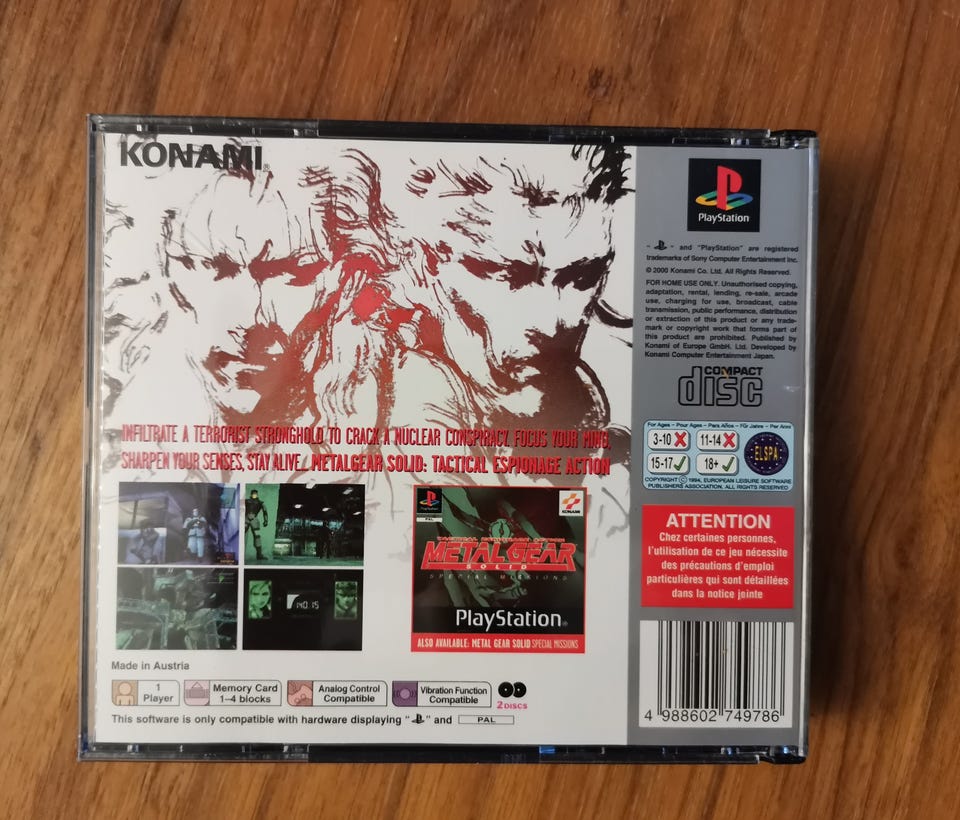 KONAMI®
PlayStation
" " and "PlayStation" are registered
trademarks of Sony Computer Entertainment Inc.
© 2000 Konami Co. Ltd. All Rights Reserved.
FOR HOME USE ONLY. Unauthorised copying,
adaptation, rental, lending, re-sale, arcade
use, charging for use, broadcast, cable
transmission, public performance, distribution
or extraction of this product or any trade-
mark or copyright work that forms part of
this product are prohibited. Published by
Konami of Europe GmbH. Ltd. Developed by
Konami Computer Entertainment Japan.
COMPACT
disc
For Ages - Pour Ages - Para Años - Für Jahre - Per Anni
3-10 11-14
15-17 18+
ELSPA
COPYRIGHT © 1994, EUROPEAN LEISURE SOFTWARE
PUBLISHERS ASSOCIATION, ALL RIGHTS RESERVED
INFILTRATE A TERRORIST STRONGHOLD TO CRACK A NUCLEAR CONSPIRACY. FOCUS YOUR MIND,
SHARPEN YOUR SENSES, STAY ALIVE/ METALGEAR SOLID: TACTICAL ESPIONAGE ACTION
140.15
PAL
KONAMI
TACTICAL ESPIONAGE ACTION
METAL GEAR
SOLID
SPECIAL MISSIONS
PlayStation®
ALSO AVAILABLE: METAL GEAR SOLID SPECIAL MISSIONS
ATTENTION
Chez certaines personnes,
l'utilisation de ce jeu nécessite
des précautions d'emploi
particulières qui sont détaillées
dans la notice jointe
4 988602 749786
Made in Austria
1
Player
Memory Card
1–4 blocks
Analog Control
Compatible
Vibration Function
Compatible
2 DISCS
This software is only compatible with hardware displaying " " and PAL